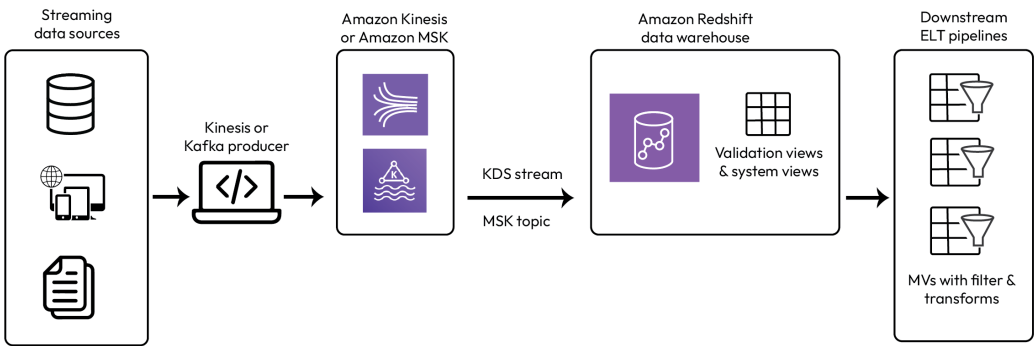 Streaming
data sources
Kinesis or
Kafka producer
</>
Amazon Kinesis
or Amazon MSK
K
KDS stream
MSK topic
Amazon Redshift
data warehouse
Validation views
& system views
Downstream
ELT pipelines
MVs with filter &
transforms